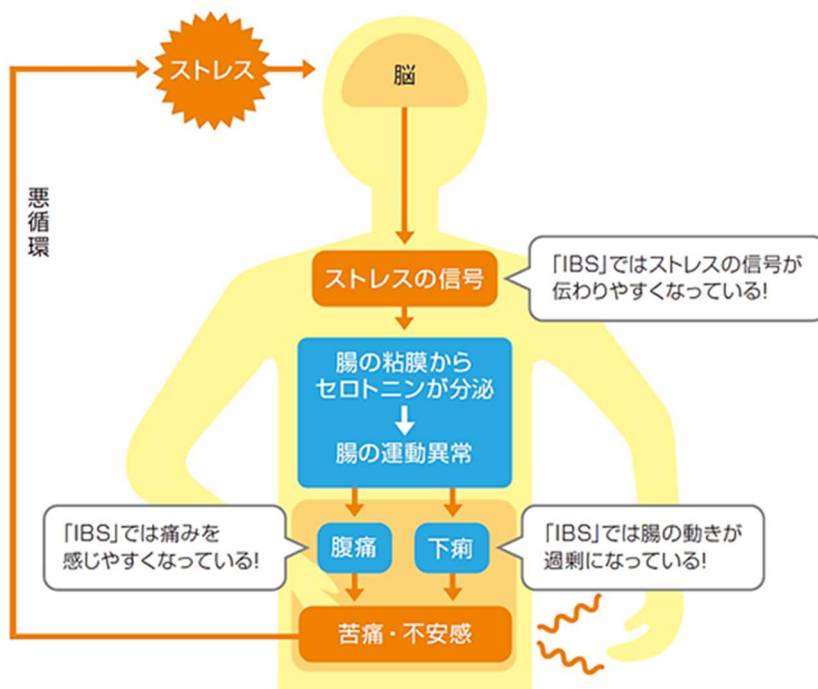 ストレス
脳
悪循環
ストレスの信号
「IBS」ではストレスの信号が
伝わりやすくなっている!
腸の粘膜から
セロトニンが分泌
腸の運動異常
「IBS」では痛みを
感じやすくなっている!
腹痛
下痢
「IBS」では腸の動きが
過剰になっている!
苦痛・不安感